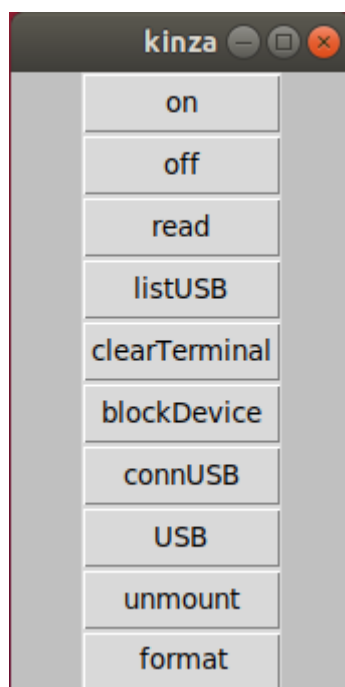 kinza
on
off
read
listUSB
clearTerminal
blockDevice
connUSB
USB
unmount
format